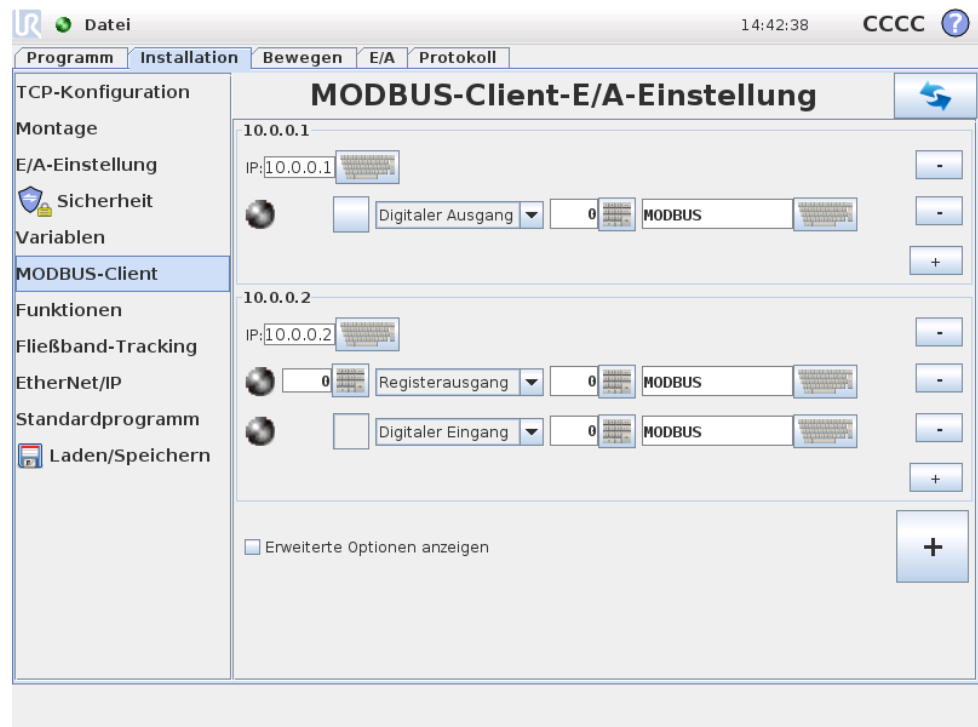 UR Datei 14:42:38 CCCC ?
Programm Installation Bewegen E/A Protokoll
TCP-Konfiguration
Montage
E/A-Einstellung
Sicherheit
Variablen
MODBUS-Client
Funktionen
Fließband-Tracking
EtherNet/IP
Standardprogramm
Laden/Speichern
MODBUS-Client-E/A-Einstellung
10.0.0.1
IP: 10.0.0.1 -
Digitaler Ausgang 0 MODBUS -
+
10.0.0.2
IP: 10.0.0.2 -
0 Registerausgang 0 MODBUS -
Digitaler Eingang 0 MODBUS -
+
Erweiterte Optionen anzeigen +